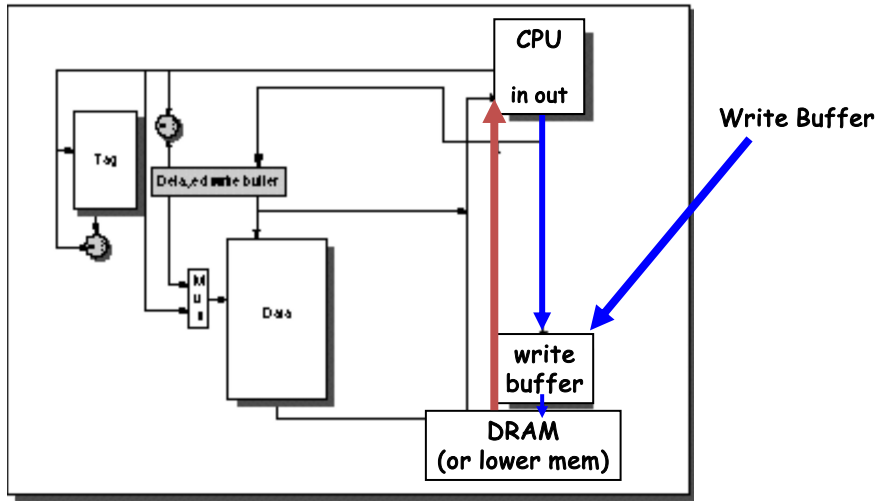 CPU
in out
Write Buffer
Tag
Delayed write buffer
M
u
x
Data
write
buffer
DRAM
(or lower mem)